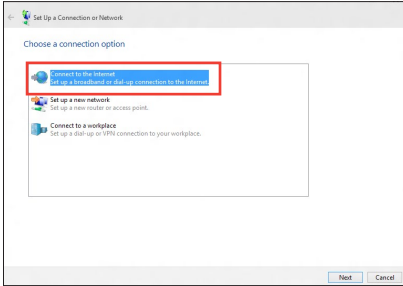 Set Up a Connection or Network
Choose a connection option
Connect to the Internet
Set up a broadband or dial-up connection to the Internet.
Set up a new network
Set up a new router or access point.
Connect to a workplace
Set up a dial-up or VPN connection to your workplace.
Next Cancel